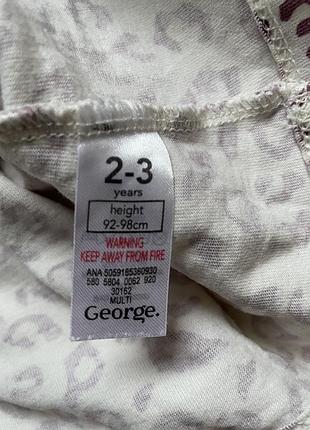 2-3
years
height
92-98cm
WARNING
KEEP AWAY FROM FIRE
ANA 5059185360930
580 5804 0062 920
30162
MULTI
George.